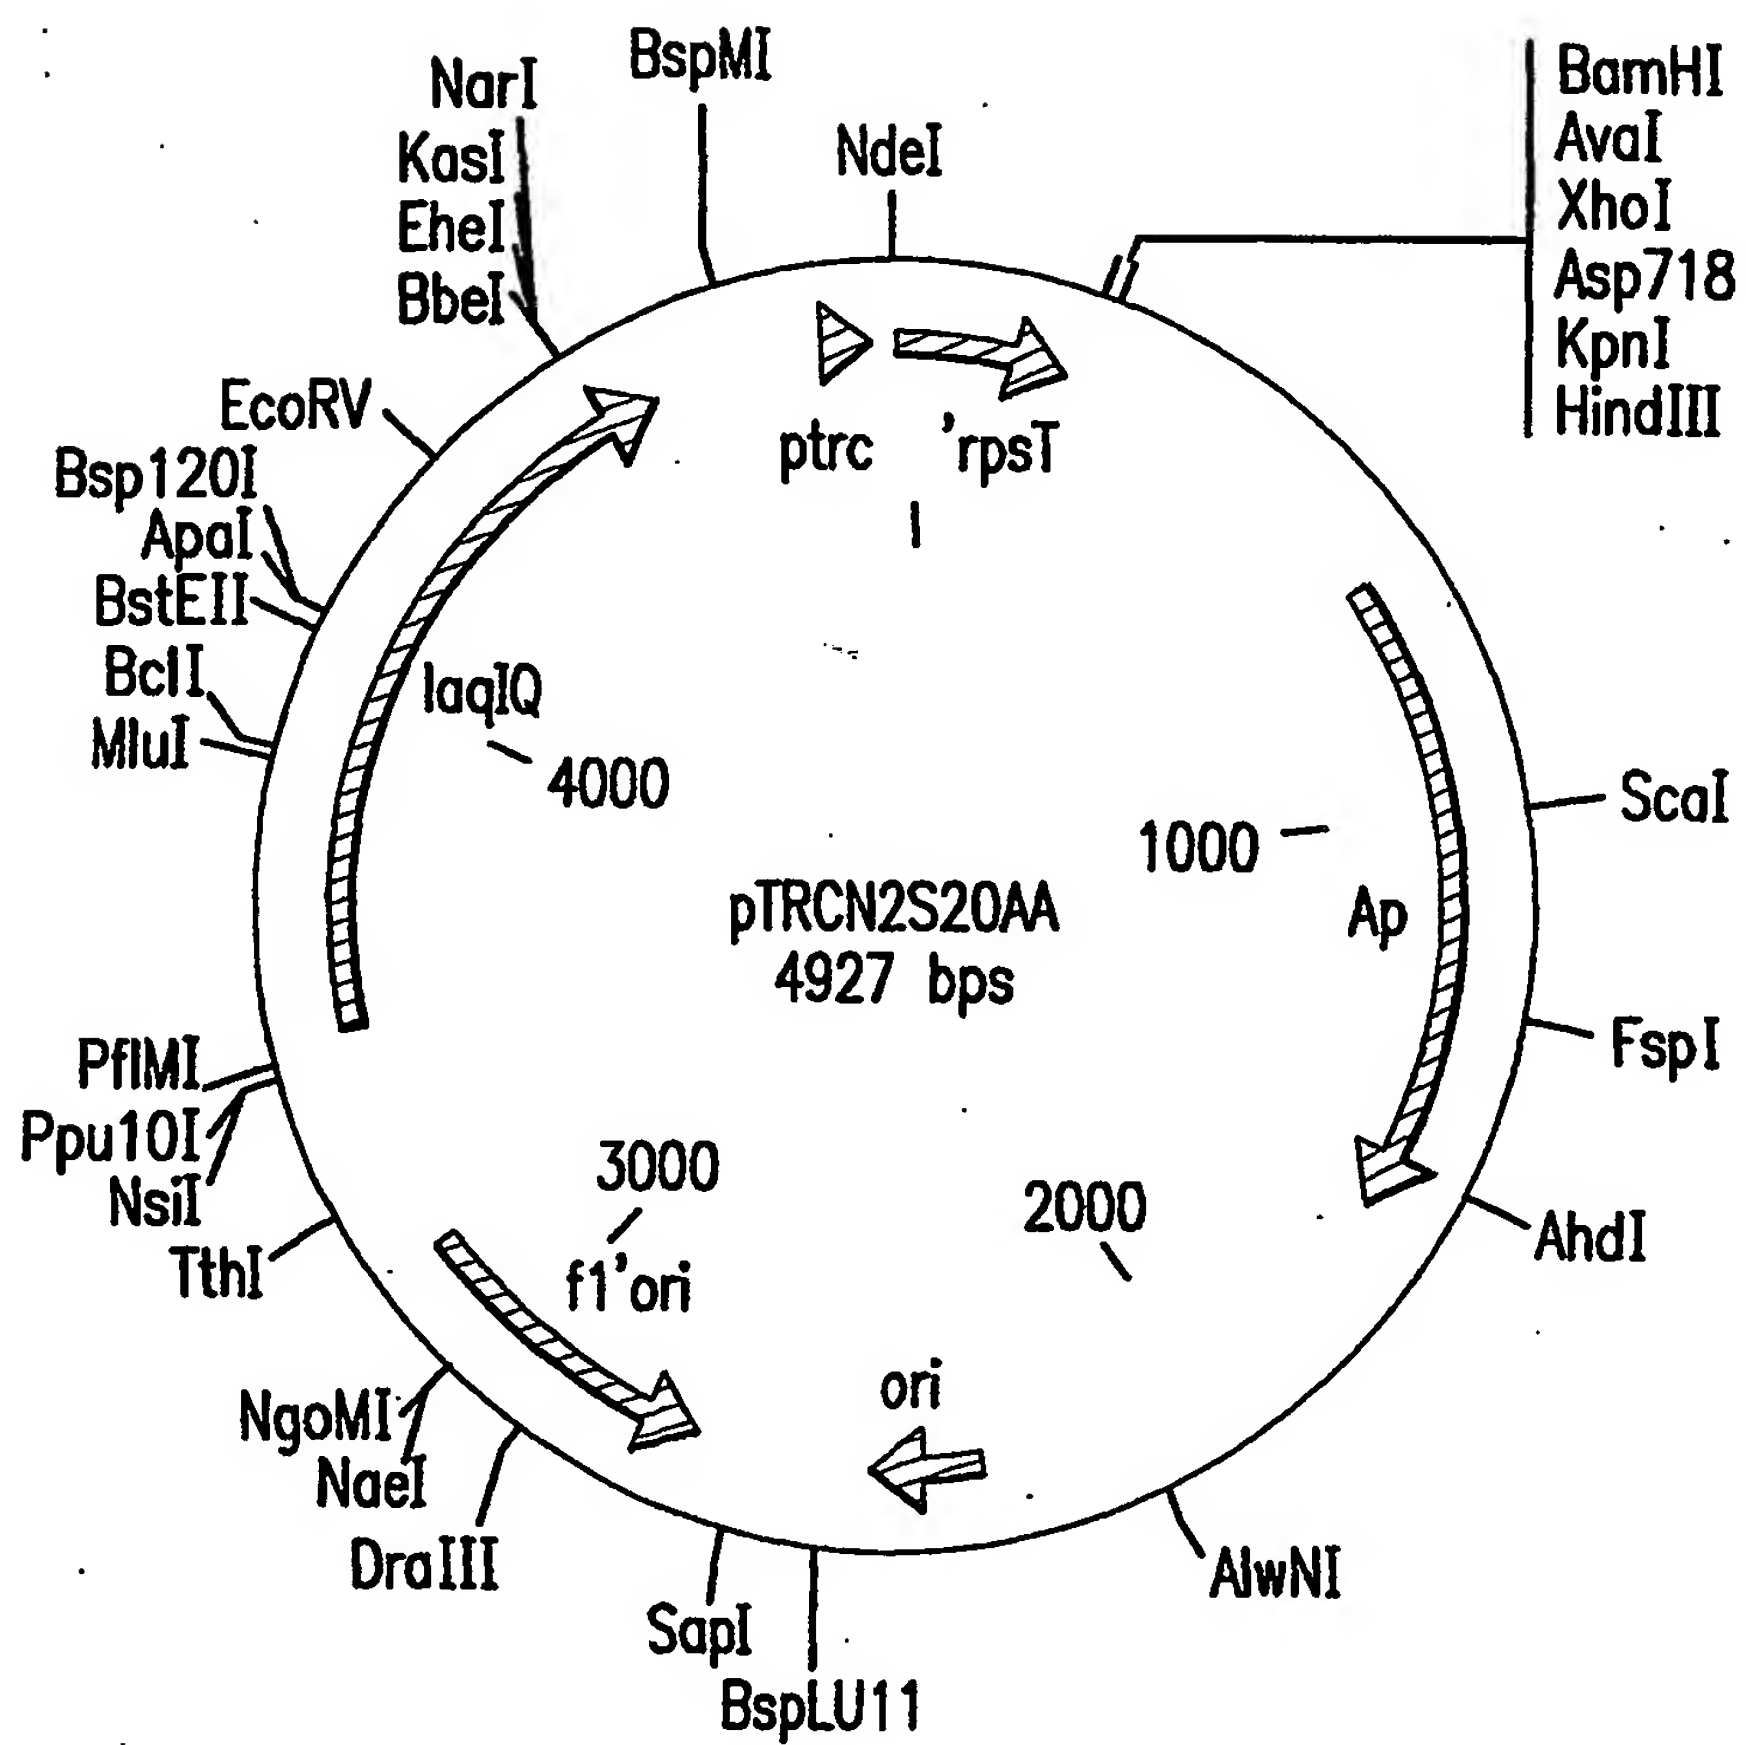 BspMI
NarI
KasI
EheI
BbeI
NdeI
BamHI
AvaI
XhoI
Asp718
KpnI
HindIII
EcoRV
Bsp120I
ApaI
BstEII
BclI
MluI
ptrc
'rpsT
laqIQ
4000
1000
ScaI
pTRCN2S20AA
4927 bps
Ap
FspI
PflMI
Ppu10I
NsiI
TthI
3000
f1'ori
2000
AhdI
ori
NgoMI
NaeI
DraIII
SapI
BspLU11
AlwNI